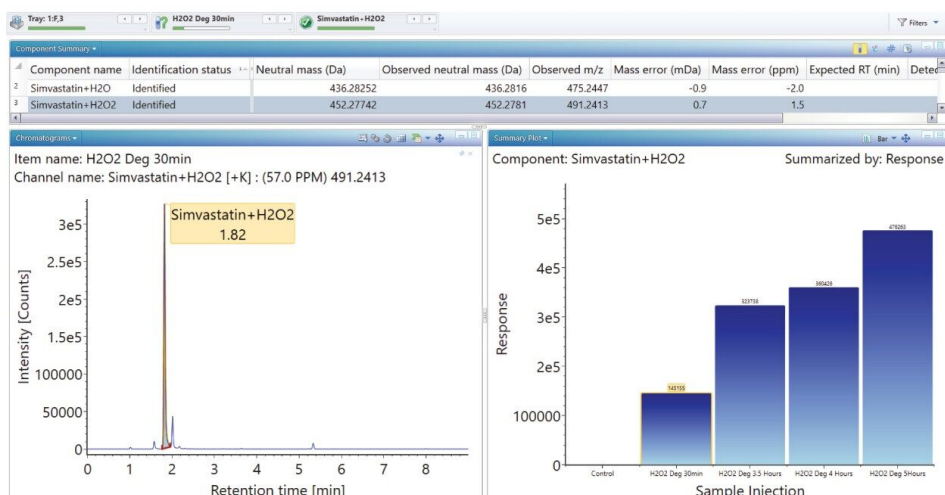 Tray: 1:F,3
H2O2 Deg 30min
Simvastatin+H2O2
Filters
Component Summary
Component name Identification status Neutral mass (Da) Observed neutral mass (Da) Observed m/z Mass error (mDa) Mass error (ppm) Expected RT (min) Detec
2 Simvastatin+H2O Identified 436.28252 436.2816 475.2447 -0.9 -2.0
3 Simvastatin+H2O2 Identified 452.27742 452.2781 491.2413 0.7 1.5
Chromatograms
Item name: H2O2 Deg 30min
Channel name: Simvastatin+H2O2 [+K] : (57.0 PPM) 491.2413
Simvastatin+H2O2
1.82
Intensity [Counts]
3e5
2.5e5
2e5
1.5e5
100000
50000
0
0 1 2 3 4 5 6 7 8
Retention time [min]
Summary Plot
Bar
Component: Simvastatin+H2O2 Summarized by: Response
Response
5e5
4e5
3e5
2e5
100000
0
323738
Control H2O2 Deg 30min H2O2 Deg 3.5 Hours H2O2 Deg 4 Hours H2O2 Deg 5Hours
Sample Injection